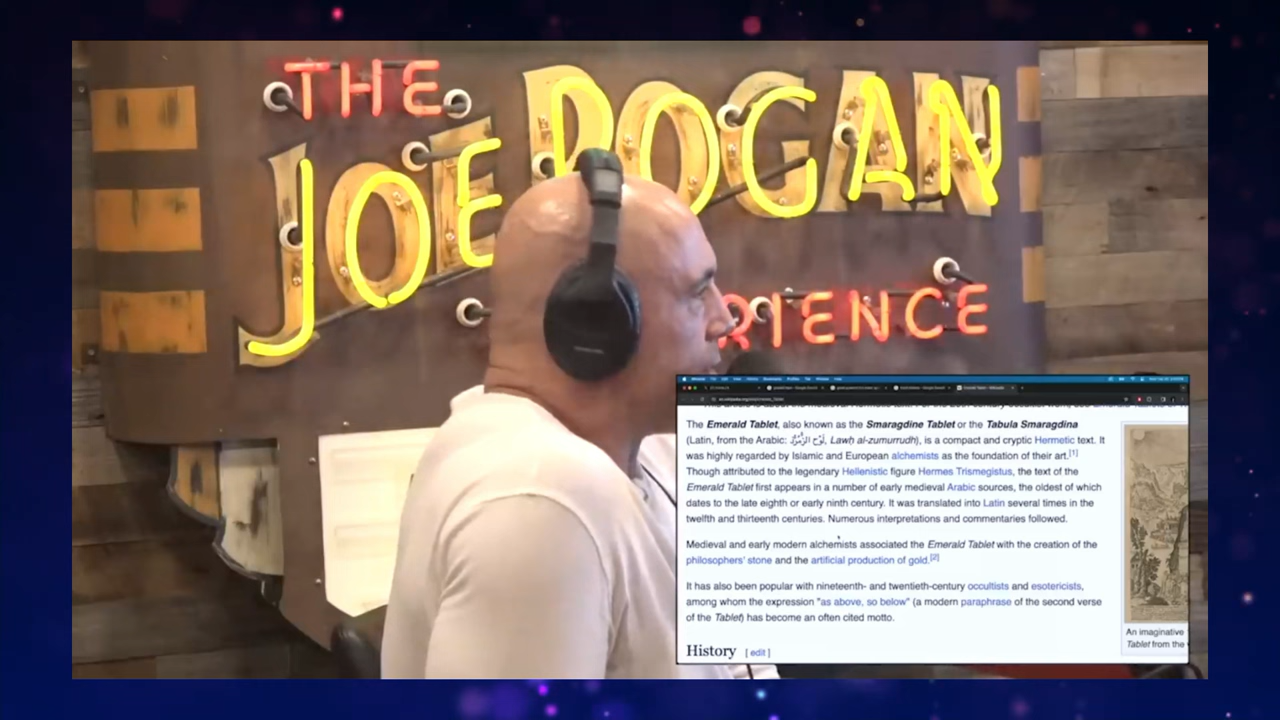 THE
JOE ROGAN
RIENCE
The Emerald Tablet, also known as the Smaragdine Tablet or the Tabula Smaragdina
(Latin, from the Arabic: لَوْح الزُّمُرُّذ, Lawḥ al-zumurrudh), is a compact and cryptic Hermetic text. It
was highly regarded by Islamic and European alchemists as the foundation of their art.[1]
Though attributed to the legendary Hellenistic figure Hermes Trismegistus, the text of the
Emerald Tablet first appears in a number of early medieval Arabic sources, the oldest of which
dates to the late eighth or early ninth century. It was translated into Latin several times in the
twelfth and thirteenth centuries. Numerous interpretations and commentaries followed.
Medieval and early modern alchemists associated the Emerald Tablet with the creation of the
philosophers' stone and the artificial production of gold.[2]
It has also been popular with nineteenth- and twentieth-century occultists and esotericists,
among whom the expression "as above, so below" (a modern paraphrase of the second verse
of the Tablet) has become an often cited motto.
An imaginative
Tablet from the
History [ edit ]